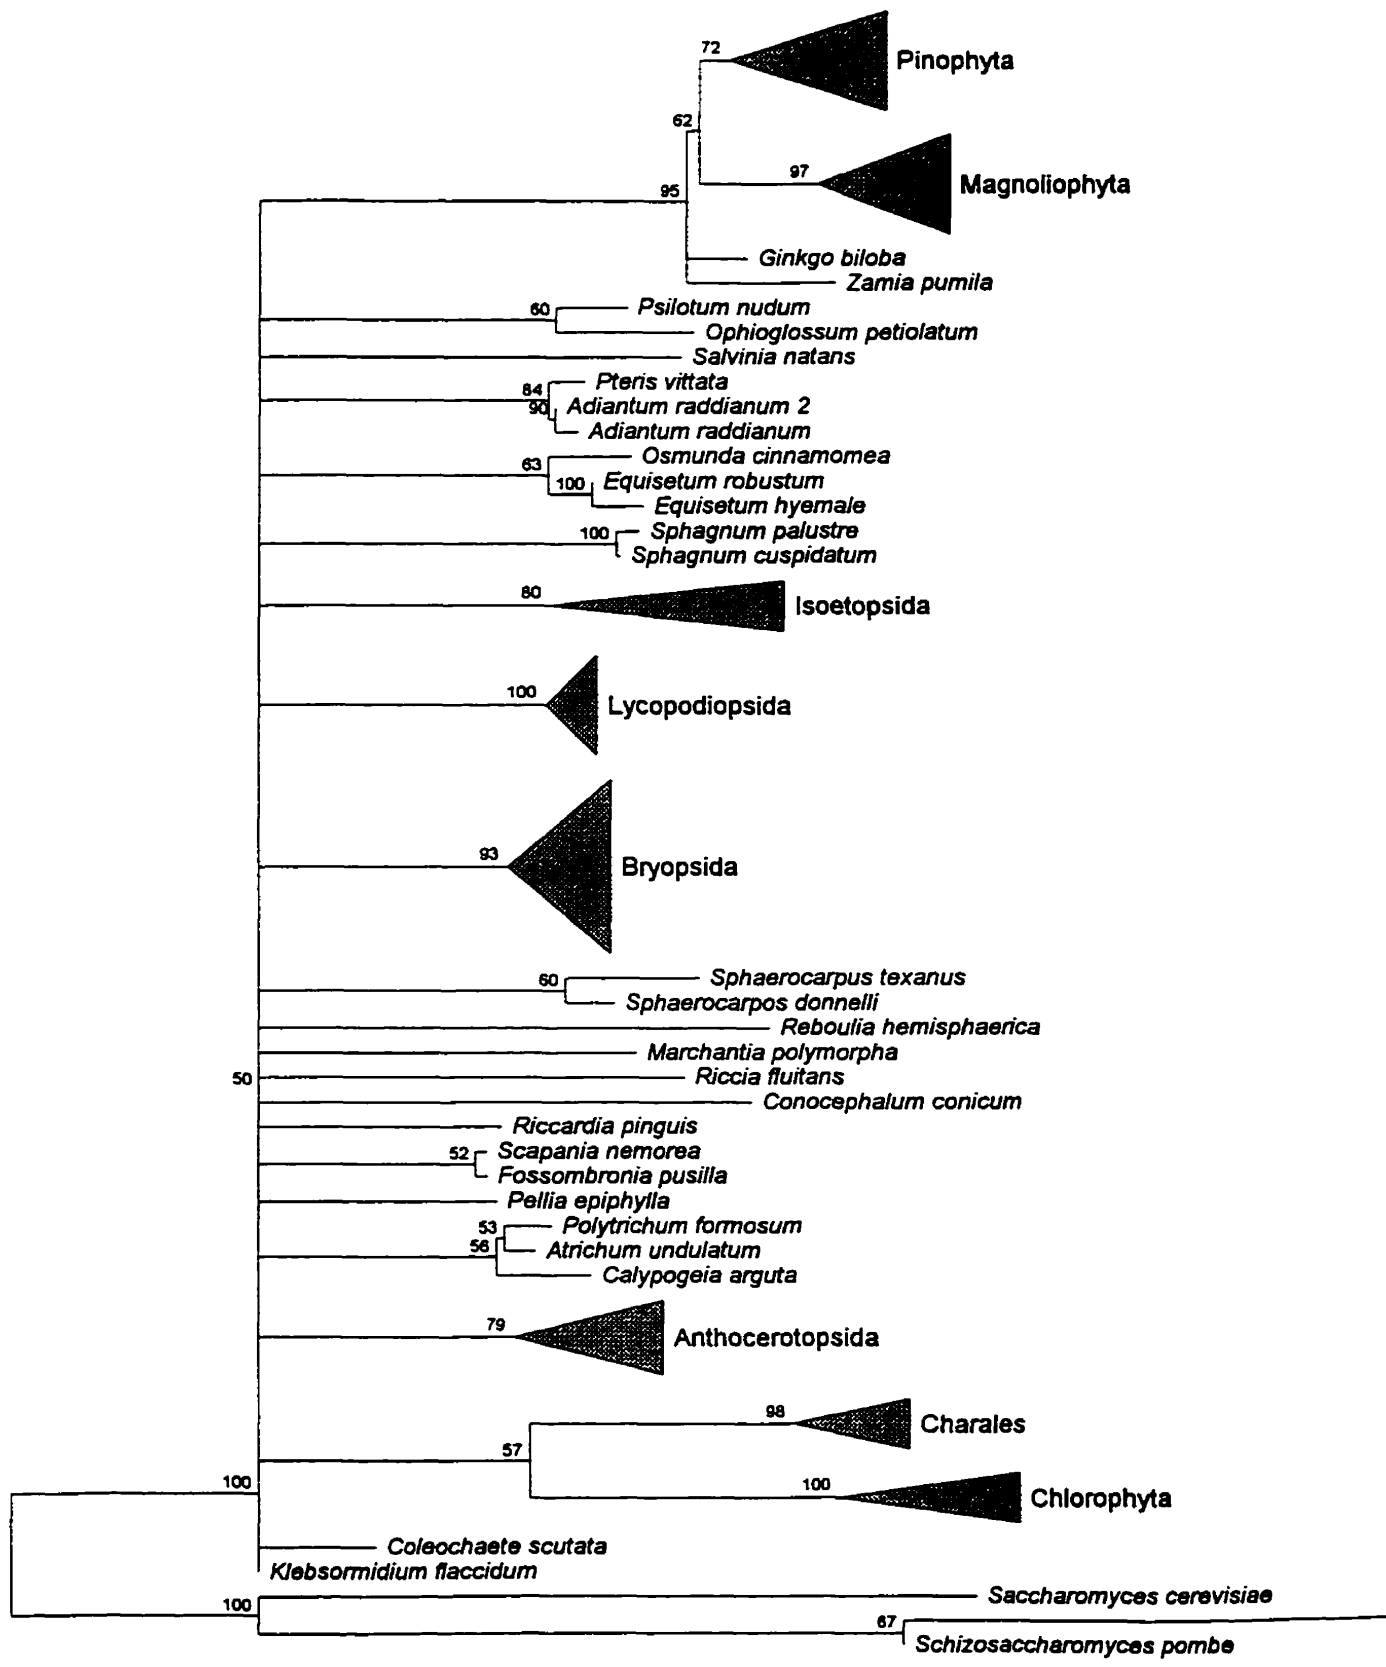 72
Pinophyta
62
97
Magnoliophyta
95
Ginkgo biloba
Zamia pumila
60
Psilotum nudum
Ophioglossum petiolatum
Salvinia natans
84
Pteris vittata
90
Adiantum raddianum 2
Adiantum raddianum
63
Osmunda cinnamomea
100
Equisetum robustum
Equisetum hyemale
100
Sphagnum palustre
Sphagnum cuspidatum
80
Isoetopsida
100
Lycopodiopsida
93
Bryopsida
60
Sphaerocarpus texanus
Sphaerocarpos donnelli
Reboulia hemisphaerica
Marchantia polymorpha
50
Riccia fluitans
Conocephalum conicum
Riccardia pinguis
52
Scapania nemorea
Fossombronia pusilla
Pellia epiphylla
53
Polytrichum formosum
56
Atrichum undulatum
Calypogeia arguta
79
Anthocerotopsida
98
Charales
57
100
Chlorophyta
100
Coleochaete scutata
Klebsormidium flaccidum
100
Saccharomyces cerevisiae
67
Schizosaccharomyces pombe